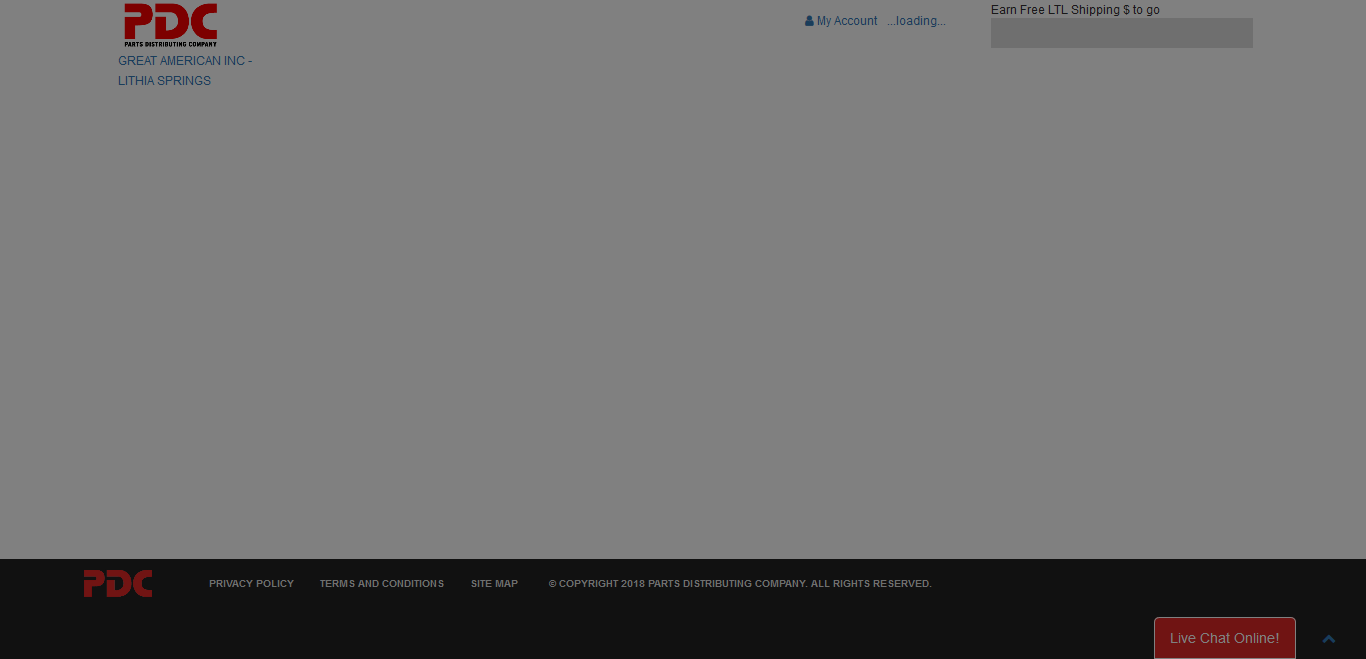 PDC
PARTS DISTRIBUTING COMPANY
GREAT AMERICAN INC -
LITHIA SPRINGS
My Account ...loading...
Earn Free LTL Shipping $ to go
PDC
PRIVACY POLICY TERMS AND CONDITIONS SITE MAP © COPYRIGHT 2018 PARTS DISTRIBUTING COMPANY. ALL RIGHTS RESERVED.
Live Chat Online!